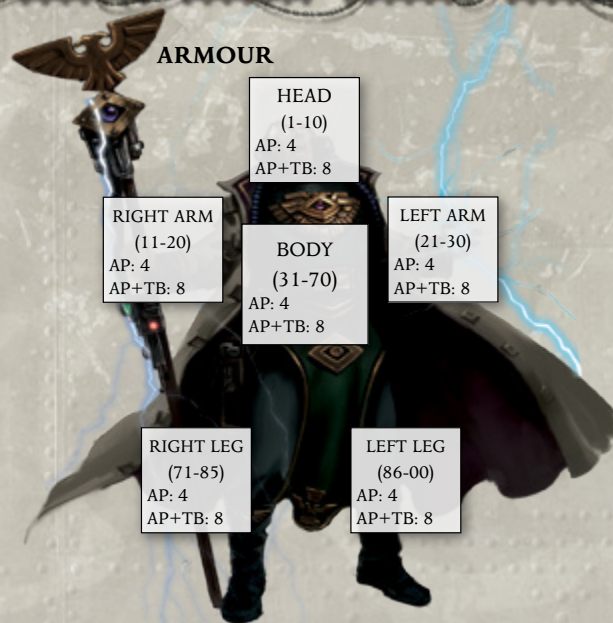 ARMOUR
HEAD
(1-10)
AP: 4
AP+TB: 8
RIGHT ARM
(11-20)
AP: 4
AP+TB: 8
LEFT ARM
(21-30)
AP: 4
AP+TB: 8
BODY
(31-70)
AP: 4
AP+TB: 8
RIGHT LEG
(71-85)
AP: 4
AP+TB: 8
LEFT LEG
(86-00)
AP: 4
AP+TB: 8